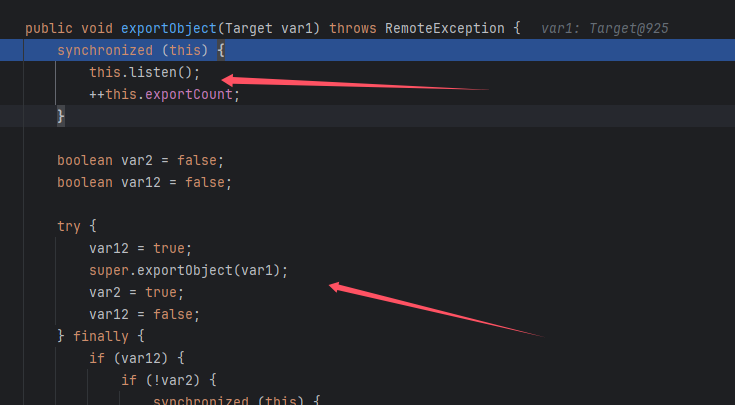 public void exportObject(Target var1) throws RemoteException {   var1: Target@925
    synchronized (this) {
        this.listen();
        ++this.exportCount;
    }
    boolean var2 = false;
    boolean var12 = false;
    try {
        var12 = true;
        super.exportObject(var1);
        var2 = true;
        var12 = false;
    } finally {
        if (var12) {
            if (!var2) {
                synchronized (this) {